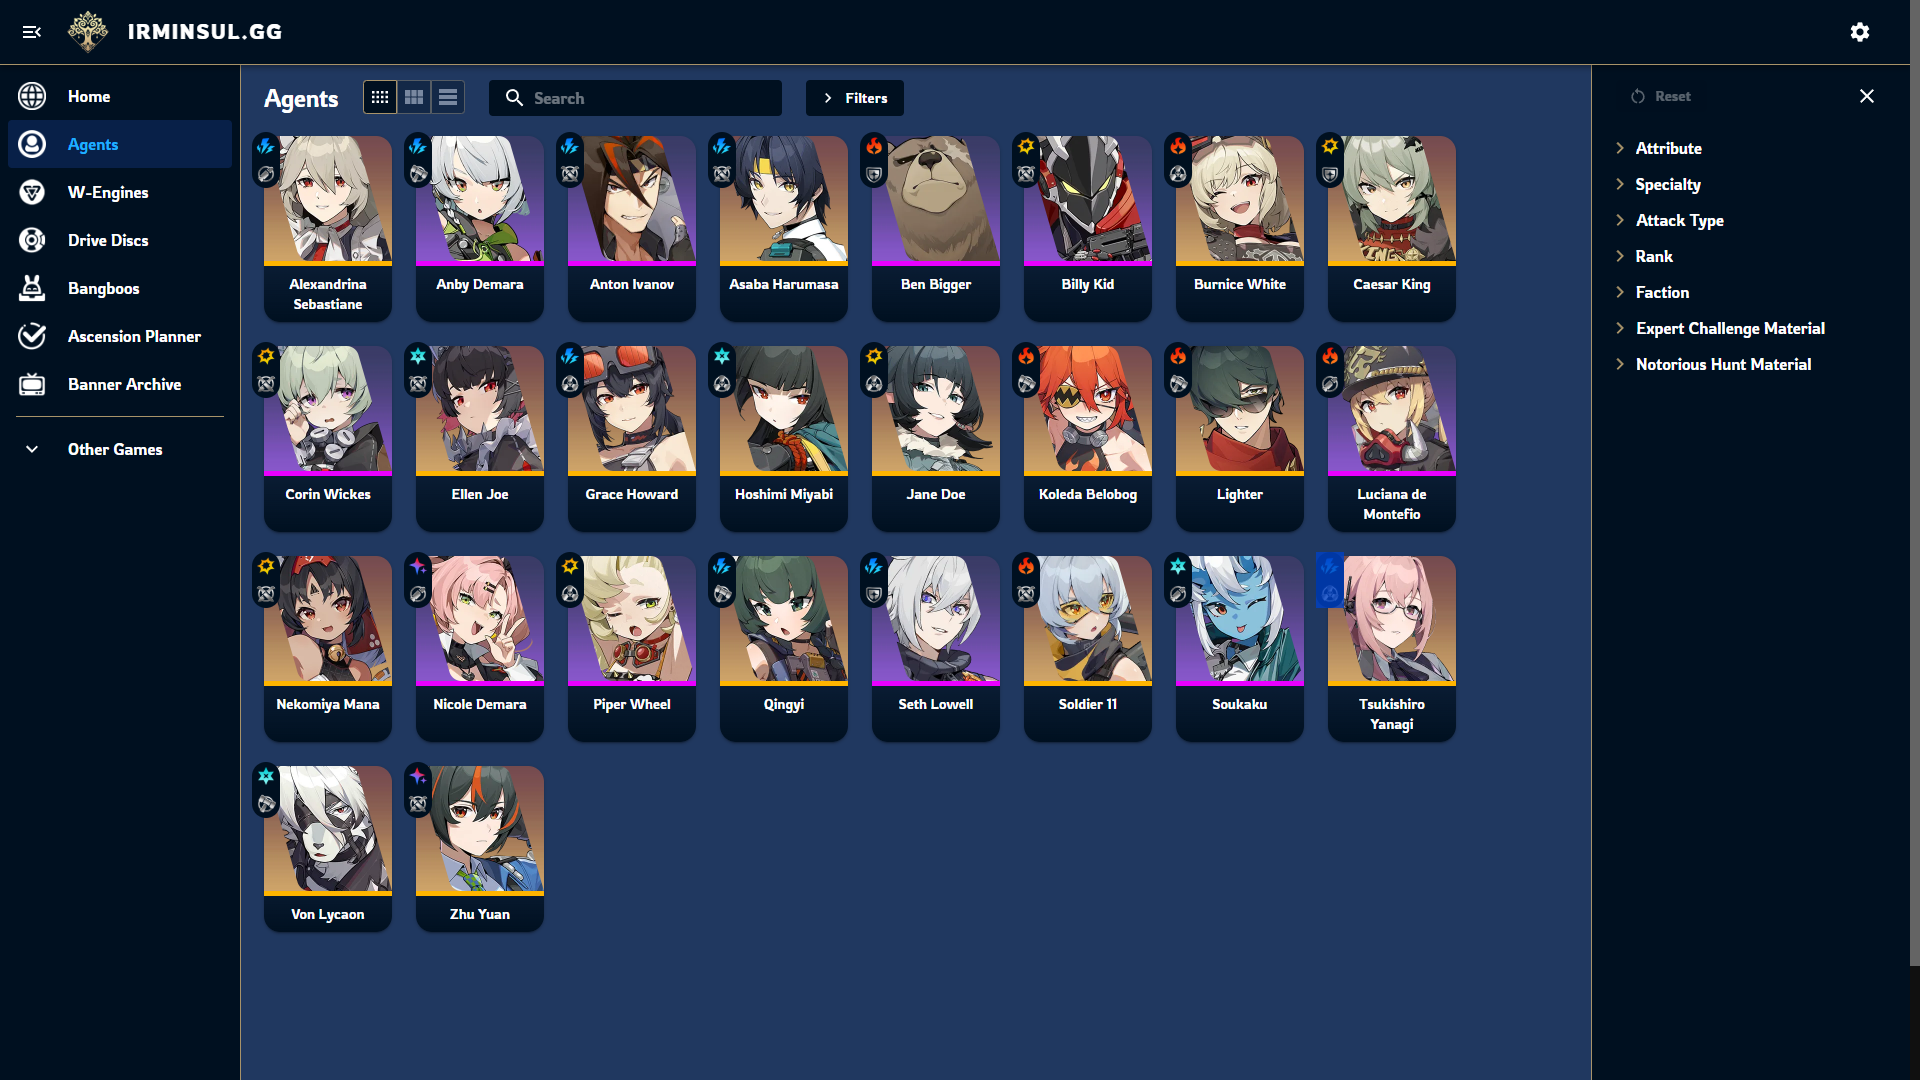 IRMINSUL.GG
Home
Agents
W-Engines
Drive Discs
Bangboos
Ascension Planner
Banner Archive
Other Games
Agents
Search
Filters
Alexandrina
Sebastiane
Anby Demara
Anton Ivanov
Asaba Harumasa
Ben Bigger
Billy Kid
Burnice White
Caesar King
Corin Wickes
Ellen Joe
Grace Howard
Hoshimi Miyabi
Jane Doe
Koleda Belobog
Lighter
Luciana de
Montefio
Nekomiya Mana
Nicole Demara
Piper Wheel
Qingyi
Seth Lowell
Soldier 11
Soukaku
Tsukishiro
Yanagi
Von Lycaon
Zhu Yuan
Reset
Attribute
Specialty
Attack Type
Rank
Faction
Expert Challenge Material
Notorious Hunt Material